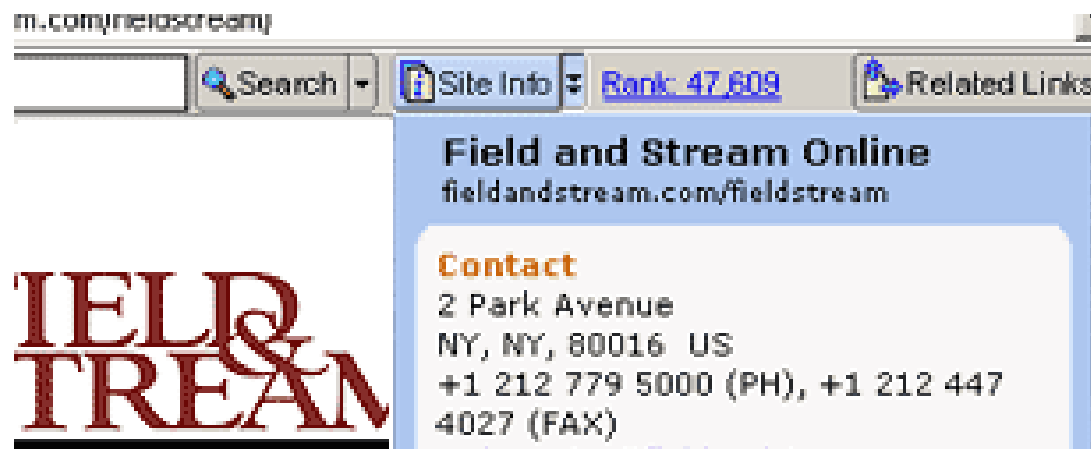 m.com/fieldstream/
Search Site Info Rank: 47,609 Related Links
Field and Stream Online
fieldandstream.com/fieldstream
Contact
2 Park Avenue
NY, NY, 80016 US
+1 212 779 5000 (PH), +1 212 447
4027 (FAX)
IELD
&
TREAM